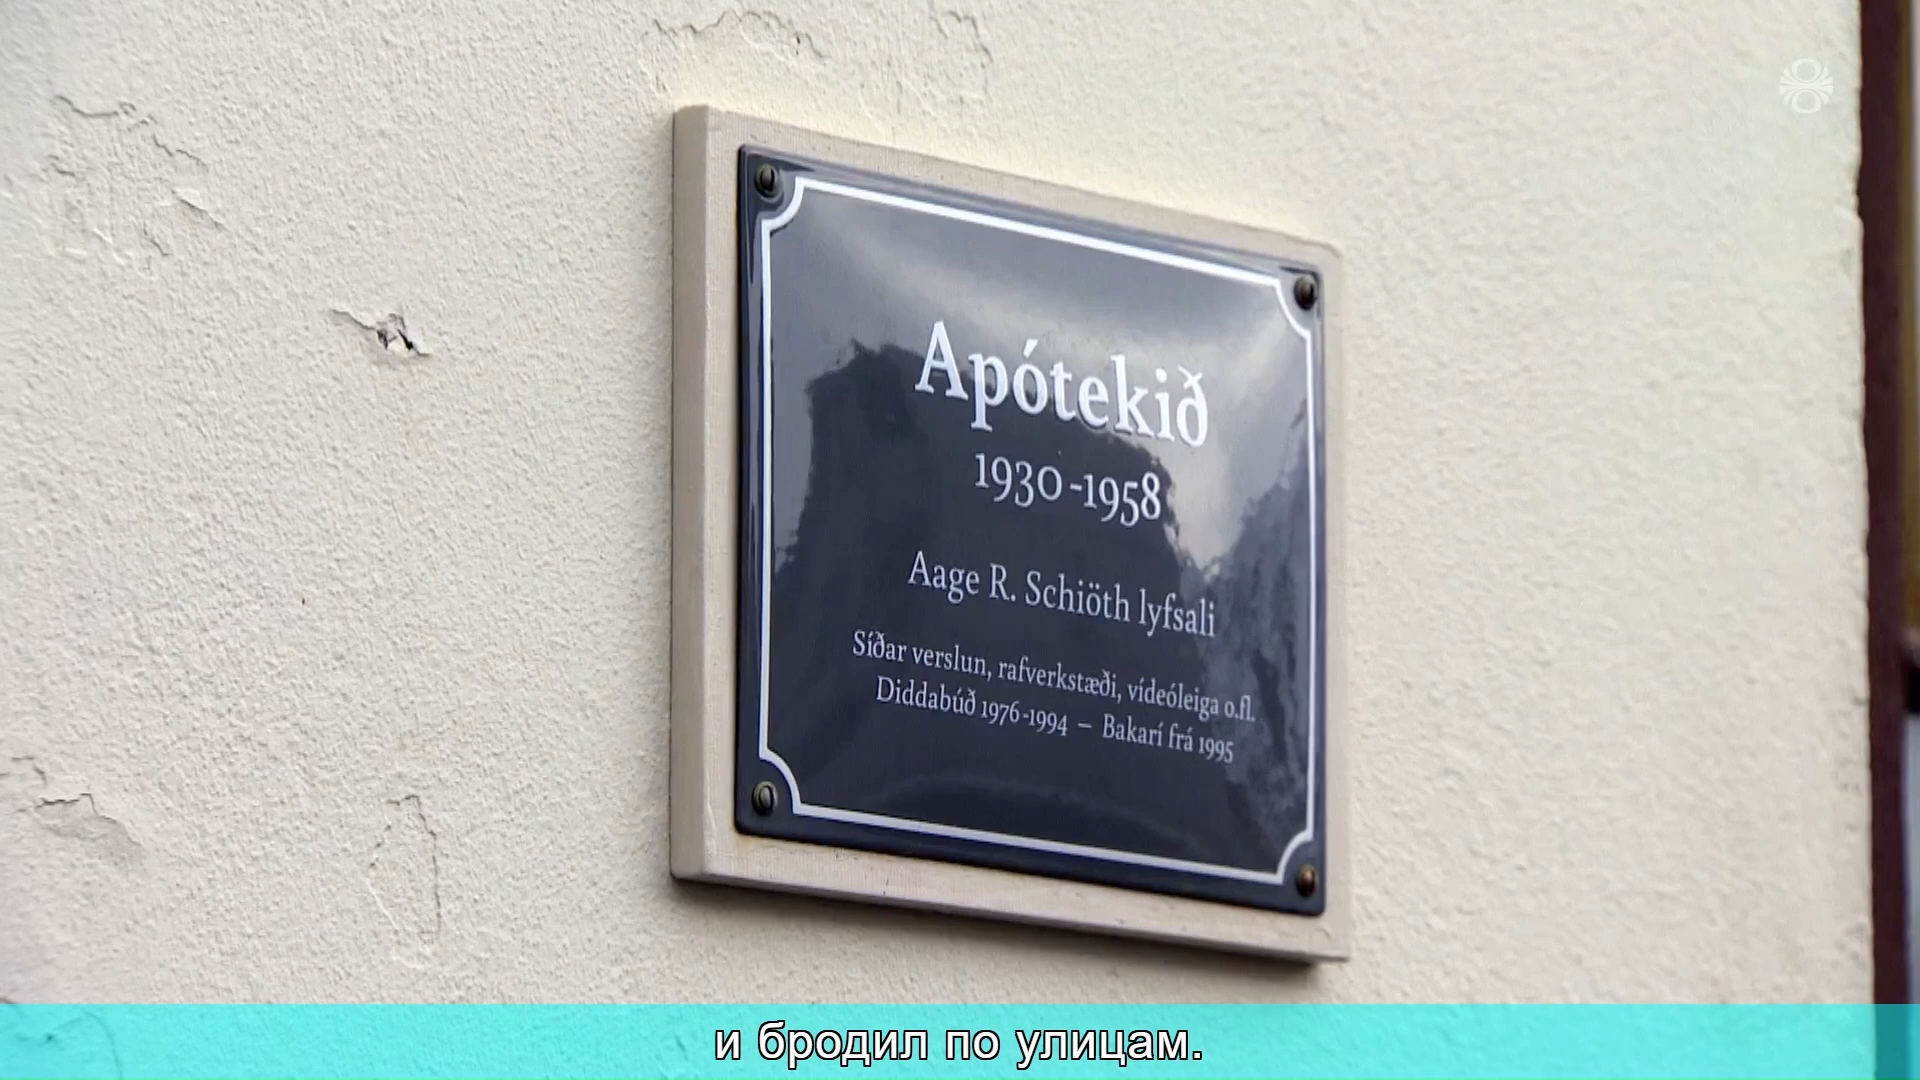 Apótekið
1930-1958
Aage R. Schiöth lyfsali
Síðar verslun, rafverkstæði, vídeóleiga o.fl.
Diddabúð 1976-1994 – Bakarí frá 1995
и бродил по улицам.